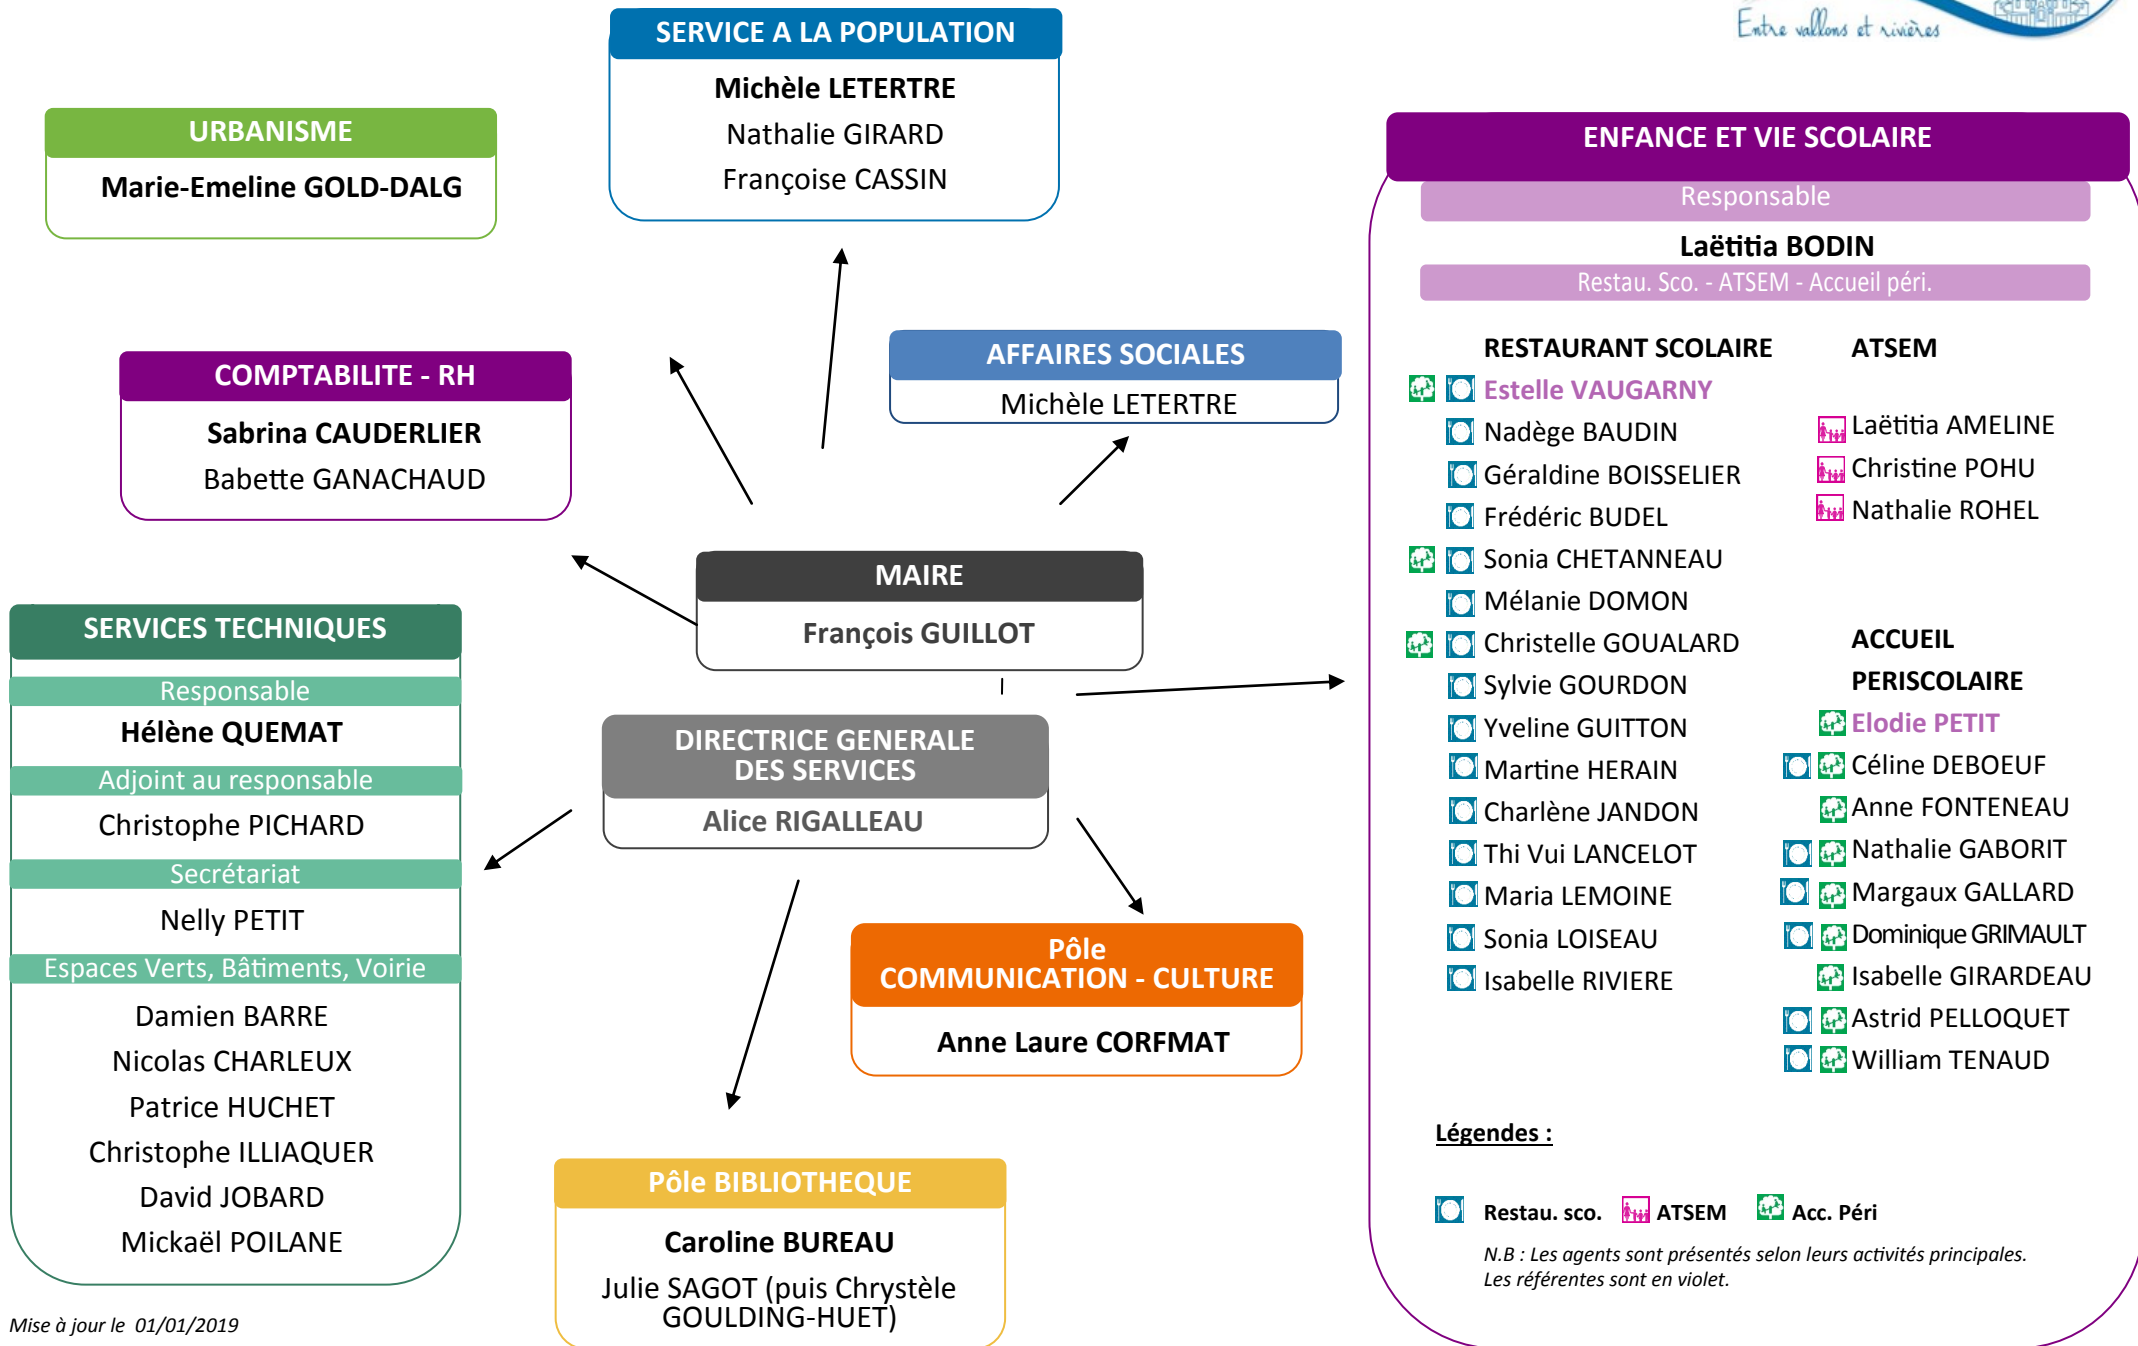 Entre vallons et rivières
SERVICE A LA POPULATION
Michèle LETERTRE
Nathalie GIRARD
Françoise CASSIN
URBANISME
Marie-Emeline GOLD-DALG
COMPTABILITE - RH
Sabrina CAUDERLIER
Babette GANACHAUD
AFFAIRES SOCIALES
Michèle LETERTRE
MAIRE
François GUILLOT
DIRECTRICE GENERALE
DES SERVICES
Alice RIGALLEAU
SERVICES TECHNIQUES
Responsable
Hélène QUEMAT
Adjoint au responsable
Christophe PICHARD
Secrétariat
Nelly PETIT
Espaces Verts, Bâtiments, Voirie
Damien BARRE
Nicolas CHARLEUX
Patrice HUCHET
Christophe ILLIAQUER
David JOBARD
Mickaël POILANE
Pôle
COMMUNICATION - CULTURE
Anne Laure CORFMAT
Pôle BIBLIOTHEQUE
Caroline BUREAU
Julie SAGOT (puis Chrystèle
GOULDING-HUET)
ENFANCE ET VIE SCOLAIRE
Responsable
Laëtitia BODIN
Restau. Sco. - ATSEM - Accueil péri.
RESTAURANT SCOLAIRE
Estelle VAUGARNY
Nadège BAUDIN
Géraldine BOISSELIER
Frédéric BUDEL
Sonia CHETANNEAU
Mélanie DOMON
Christelle GOUALARD
Sylvie GOURDON
Yveline GUITTON
Martine HERAIN
Charlène JANDON
Thi Vui LANCELOT
Maria LEMOINE
Sonia LOISEAU
Isabelle RIVIERE
ATSEM
Laëtitia AMELINE
Christine POHU
Nathalie ROHEL
ACCUEIL
PERISCOLAIRE
Elodie PETIT
Céline DEBOEUF
Anne FONTENEAU
Nathalie GABORIT
Margaux GALLARD
Dominique GRIMAULT
Isabelle GIRARDEAU
Astrid PELLOQUET
William TENAUD
Légendes :
Restau. sco. ATSEM Acc. Péri
N.B : Les agents sont présentés selon leurs activités principales.
Les référentes sont en violet.
Mise à jour le 01/01/2019